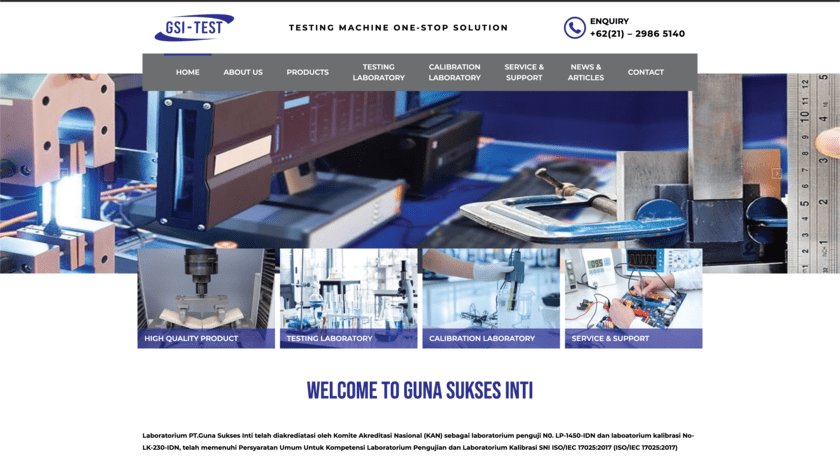 GSI-TEST
TESTING MACHINE ONE-STOP SOLUTION
ENQUIRY
+62(21) – 2986 5140
HOME
ABOUT US
PRODUCTS
TESTING
LABORATORY
CALIBRATION
LABORATORY
SERVICE &
SUPPORT
NEWS &
ARTICLES
CONTACT
HIGH QUALITY PRODUCT
TESTING LABORATORY
CALIBRATION LABORATORY
SERVICE & SUPPORT
WELCOME TO GUNA SUKSES INTI
Laboratorium PT.Guna Sukses Inti telah diakrediatasi oleh Komite Akreditasi Nasional (KAN) sebagai laboratorium penguji N0. LP-1450-IDN dan laboatorium kalibrasi No-
LK-230-IDN, telah memenuhi Persyaratan Umum Untuk Kompetensi Laboratorium Pengujian dan Laboratorium Kalibrasi SNI ISO/IEC 17025:2017 (ISO/IEC 17025:2017)